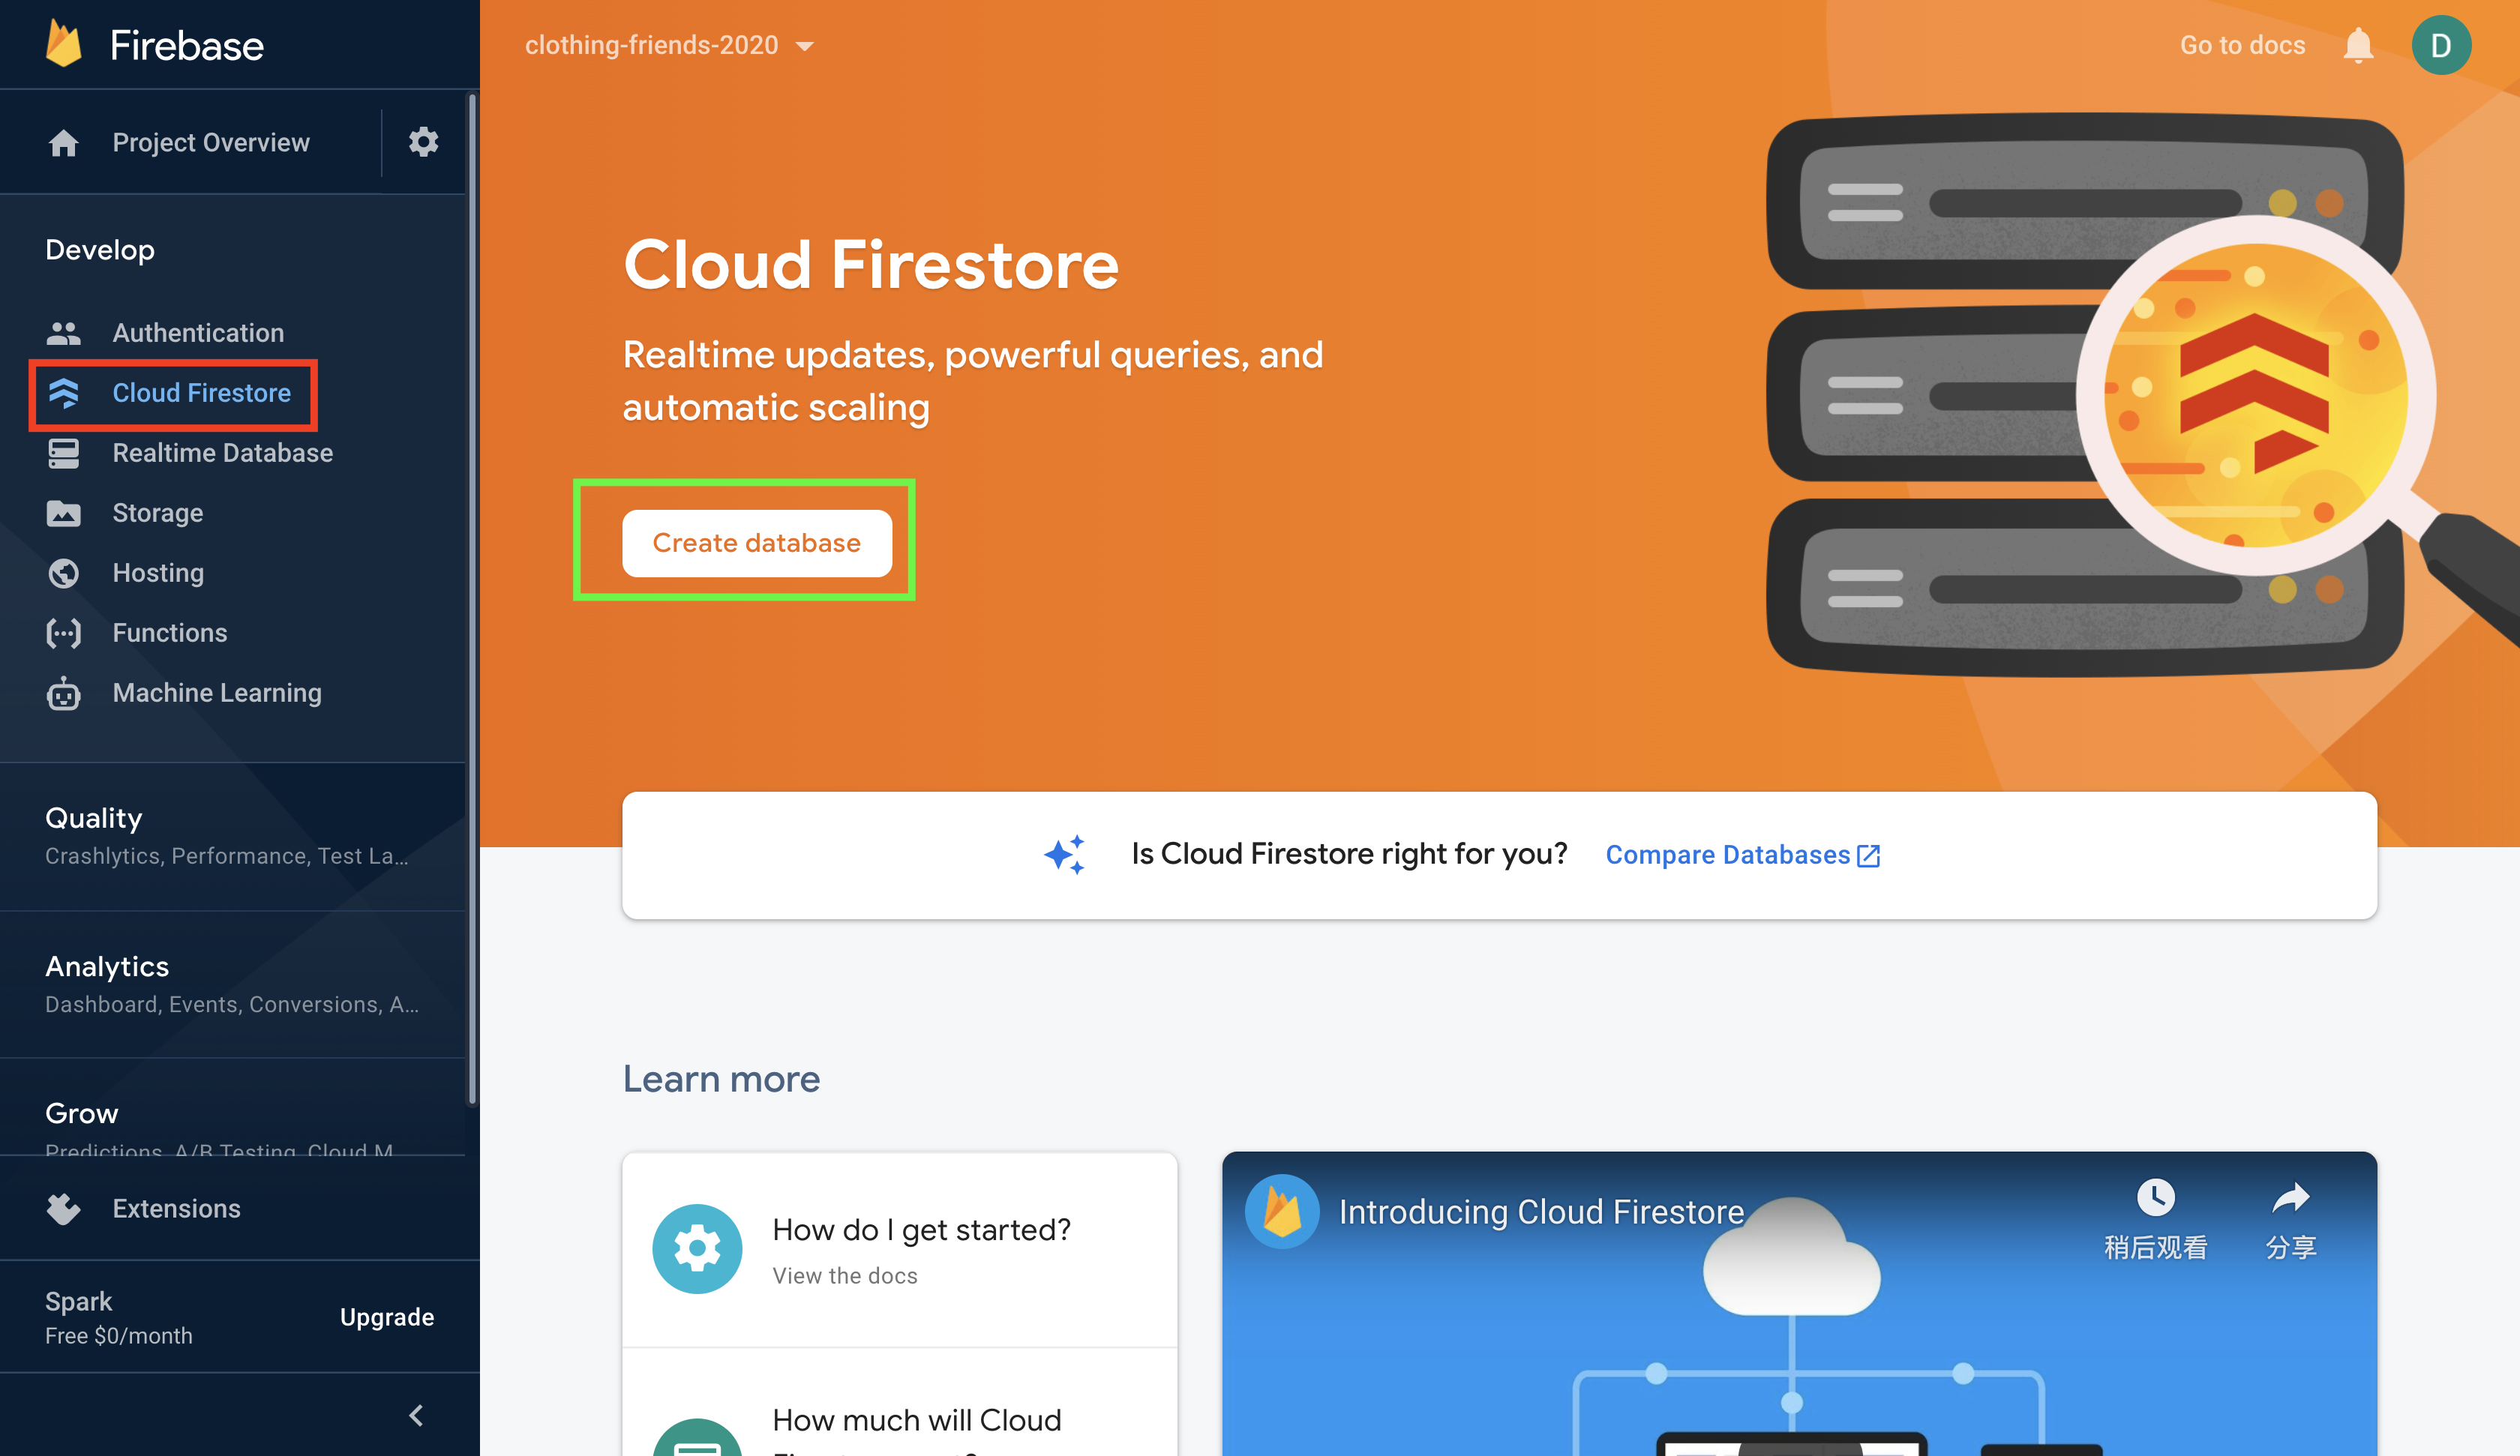 Firebase
clothing-friends-2020
Go to docs
D
Project Overview
Develop
Authentication
Cloud Firestore
Realtime Database
Storage
Hosting
Functions
Machine Learning
Quality
Crashlytics, Performance, Test La...
Analytics
Dashboard, Events, Conversions, A...
Grow
Predictions, A/B Testing, Cloud M
Extensions
Spark
Free $0/month
Upgrade
Cloud Firestore
Realtime updates, powerful queries, and
automatic scaling
Create database
Is Cloud Firestore right for you?
Compare Databases
Learn more
How do I get started?
View the docs
How much will Cloud
Introducing Cloud Firestore
稍后观看
分享